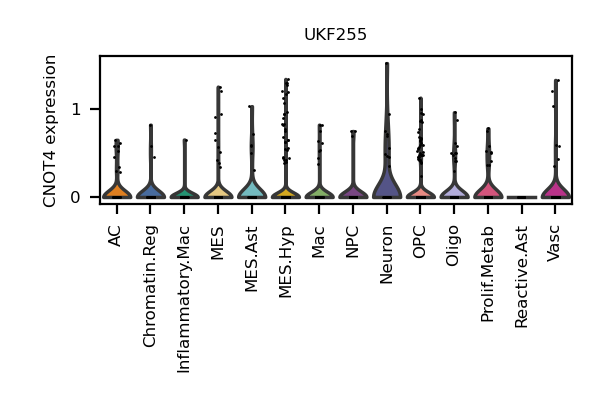 UKF255
CNOT4 expression
1
0
AC
Chromatin.Reg
Inflammatory.Mac
MES
MES.Ast
MES.Hyp
Mac
NPC
Neuron
OPC
Oligo
Prolif.Metab
Reactive.Ast
Vasc